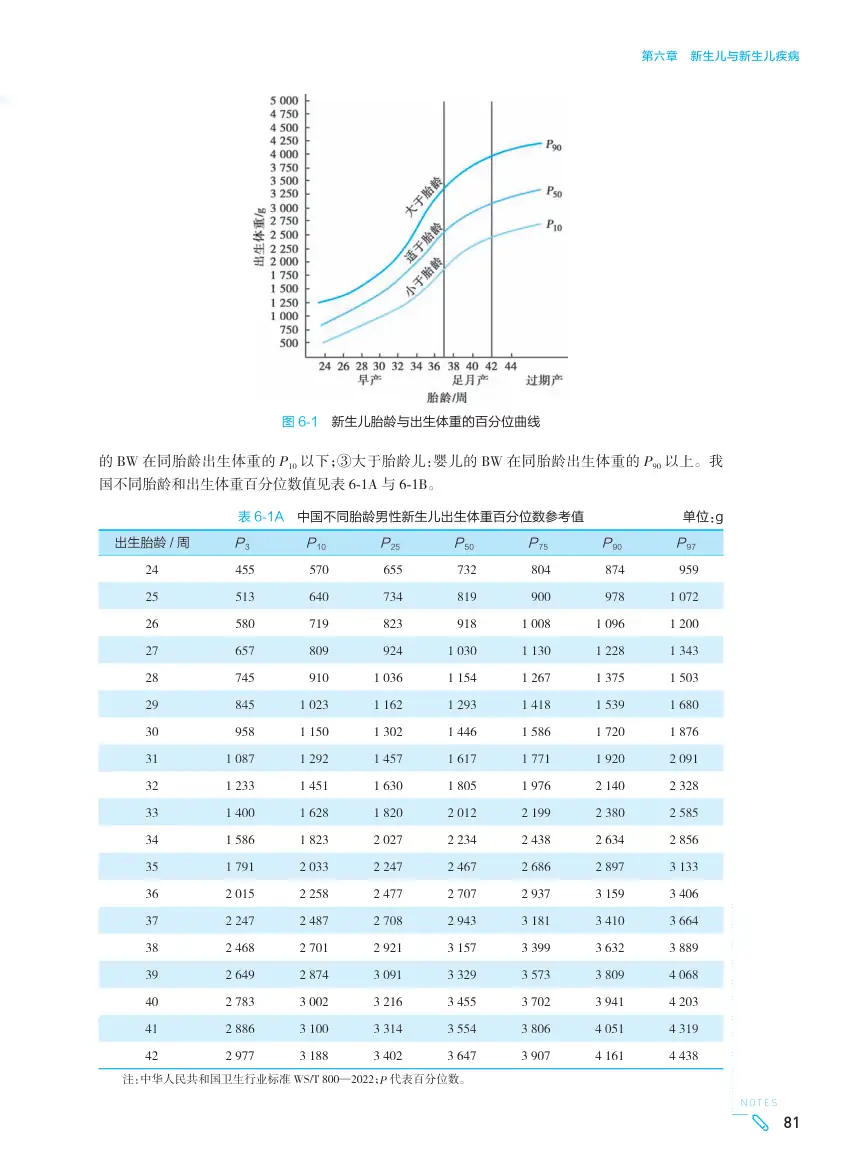 第六章 新生儿与新生儿疾病
5 000
4 750
4 500
4 250
4 000
3 750
3 500
3 250
3 000
2 750
2 500
2 250
2 000
1 750
1 500
1 250
1 000
750
500
出生体重/g
大于胎龄
适于胎龄
小于胎龄
P90
P50
P10
24 26 28 30 32 34 36 38 40 42 44
早产 足月产 过期产
胎龄/周
图 6-1 新生儿胎龄与出生体重的百分位曲线
的 BW 在同胎龄出生体重的 P10 以下;③大于胎龄儿:婴儿的 BW 在同胎龄出生体重的 P90 以上。我
国不同胎龄和出生体重百分位数值见表 6-1A 与 6-1B。
表 6-1A 中国不同胎龄男性新生儿出生体重百分位数参考值 单位:g
出生胎龄 / 周 P3 P10 P25 P50 P75 P90 P97
24 455 570 655 732 804 874 959
25 513 640 734 819 900 978 1 072
26 580 719 823 918 1 008 1 096 1 200
27 657 809 924 1 030 1 130 1 228 1 343
28 745 910 1 036 1 154 1 267 1 375 1 503
29 845 1 023 1 162 1 293 1 418 1 539 1 680
30 958 1 150 1 302 1 446 1 586 1 720 1 876
31 1 087 1 292 1 457 1 617 1 771 1 920 2 091
32 1 233 1 451 1 630 1 805 1 976 2 140 2 328
33 1 400 1 628 1 820 2 012 2 199 2 380 2 585
34 1 586 1 823 2 027 2 234 2 438 2 634 2 856
35 1 791 2 033 2 247 2 467 2 686 2 897 3 133
36 2 015 2 258 2 477 2 707 2 937 3 159 3 406
37 2 247 2 487 2 708 2 943 3 181 3 410 3 664
38 2 468 2 701 2 921 3 157 3 399 3 632 3 889
39 2 649 2 874 3 091 3 329 3 573 3 809 4 068
40 2 783 3 002 3 216 3 455 3 702 3 941 4 203
41 2 886 3 100 3 314 3 554 3 806 4 051 4 319
42 2 977 3 188 3 402 3 647 3 907 4 161 4 438
注:中华人民共和国卫生行业标准 WS/T 800—2022;P 代表百分位数。
NOTES
81